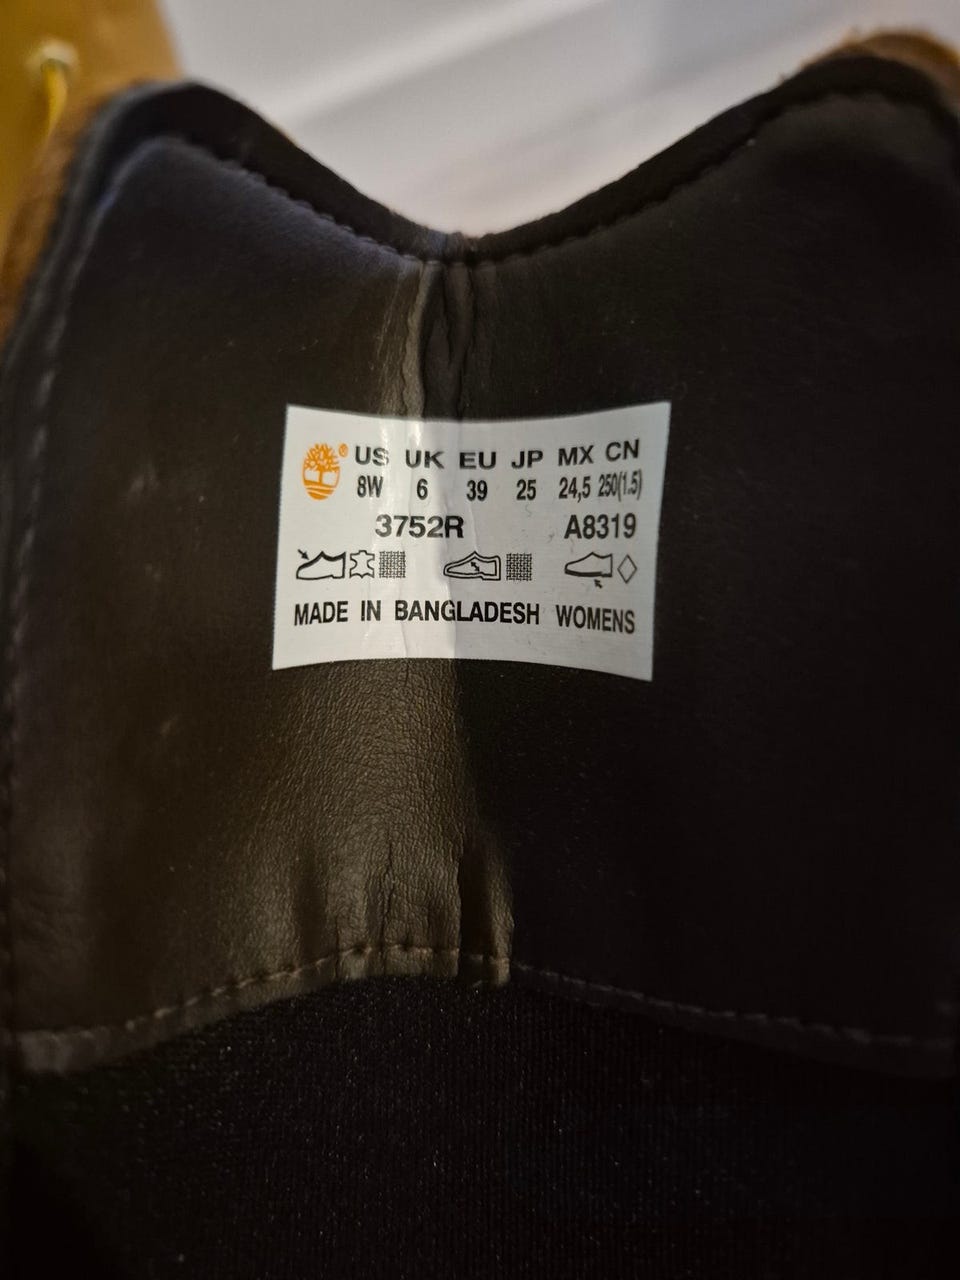 US UK EU JP MX CN
8W 6 39 25 24,5 250(1.5)
3752R A8319
MADE IN BANGLADESH WOMENS